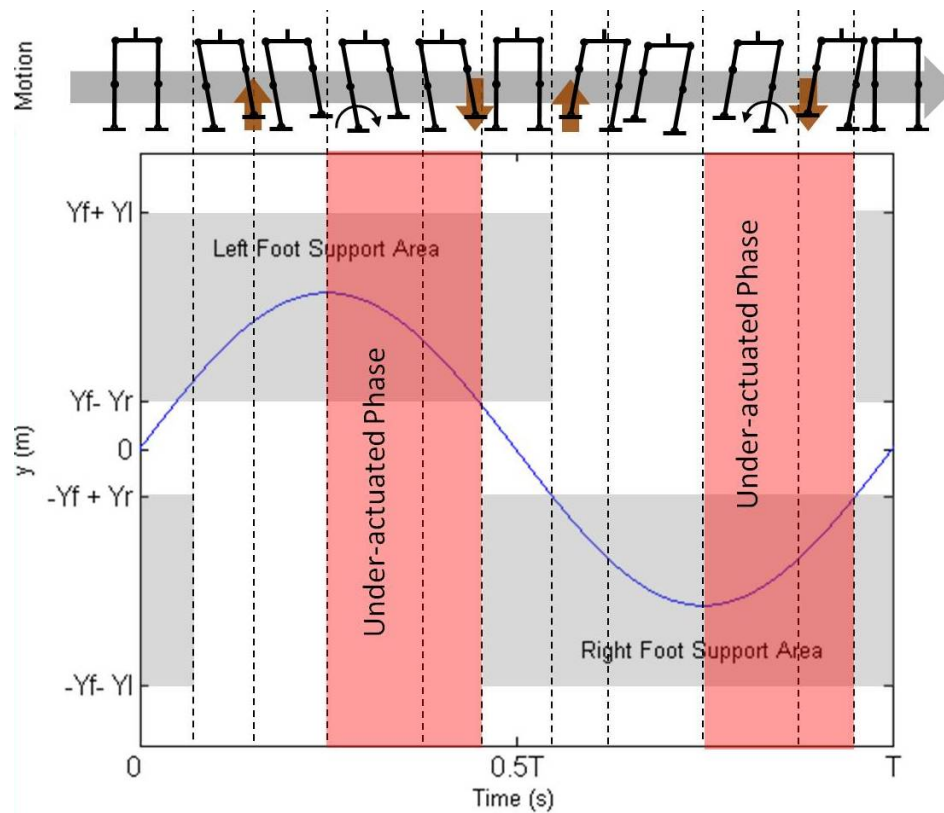 Motion
Yf+ Yl
Left Foot Support Area
Under-actuated Phase
Under-actuated Phase
Yf- Yr
y (m)
0
-Yf + Yr
Right Foot Support Area
-Yf- Yl
0
0.5T
T
Time (s)